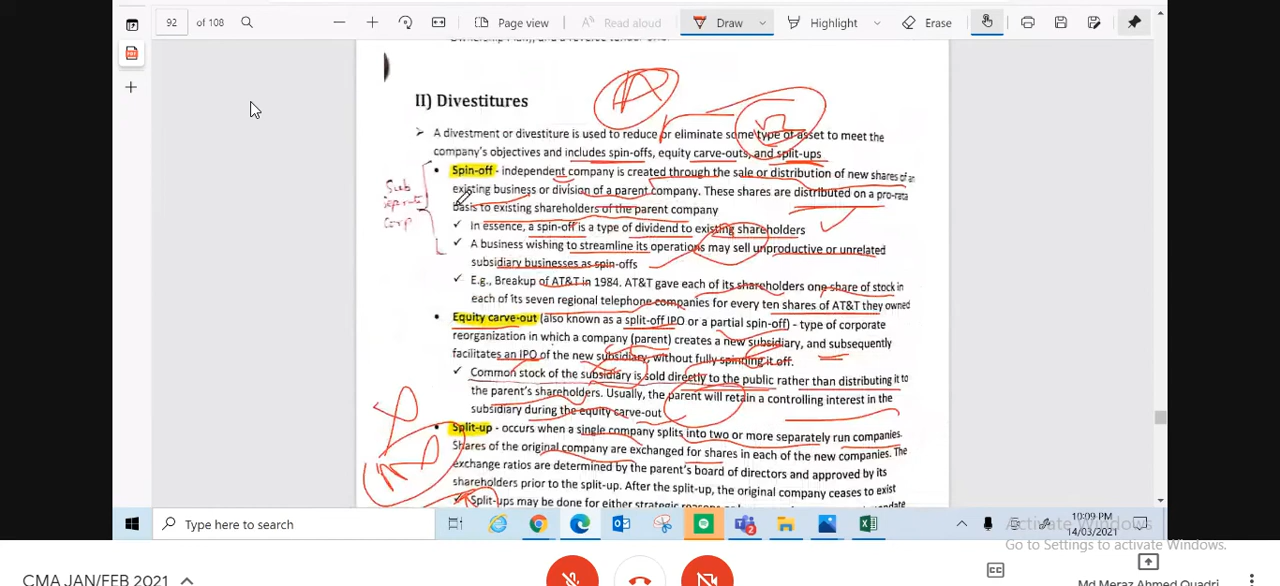 92 of 108 Page view Read aloud Draw Highlight Erase
II) Divestitures
A divestment or divestiture is used to reduce or eliminate some type of asset to meet the
company's objectives and includes spin-offs, equity carve-outs, and split-ups
Spin-off - independent company is created through the sale or distribution of new shares of an
existing business or division of a parent company. These shares are distributed on a pro-rata
basis to existing shareholders of the parent company
In essence, a spin-off is a type of dividend to existing shareholders
A business wishing to streamline its operations may sell unproductive or unrelated
subsidiary businesses as spin-offs
E.g., Breakup of AT&T in 1984. AT&T gave each of its shareholders one share of stock in
each of its seven regional telephone companies for every ten shares of AT&T they owned
Equity carve-out (also known as a split-off IPO or a partial spin-off) - type of corporate
reorganization in which a company (parent) creates a new subsidiary, and subsequently
facilitates an IPO of the new subsidiary, without fully spinning it off.
Common stock of the subsidiary is sold directly to the public rather than distributing it to
the parent's shareholders. Usually, the parent will retain a controlling interest in the
subsidiary during the equity carve-out
Split-up - occurs when a single company splits into two or more separately run companies.
Shares of the original company are exchanged for shares in each of the new companies. The
exchange ratios are determined by the parent's board of directors and approved by its
shareholders prior to the split-up. After the split-up, the original company ceases to exist
Split-ups may be done for either strategic
Sub
Separate
Corp
A
Activate Windows
Go to Settings to activate Windows.
Type here to search
10:09 PM
14/03/2021
CMA JAN/FEB 2021
Md Meraz Ahmed Quadri